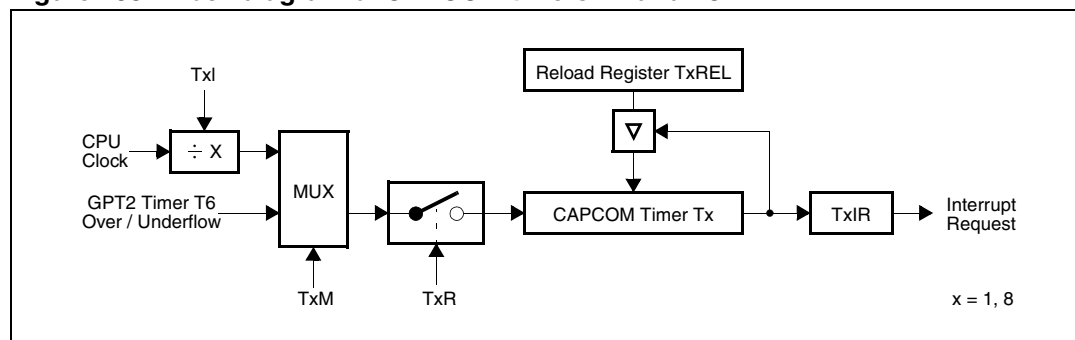 TxI
Reload Register TxREL
CPU
Clock
÷ X
MUX
GPT2 Timer T6
Over / Underflow
CAPCOM Timer Tx
TxIR
Interrupt
Request
TxM
TxR
x = 1, 8